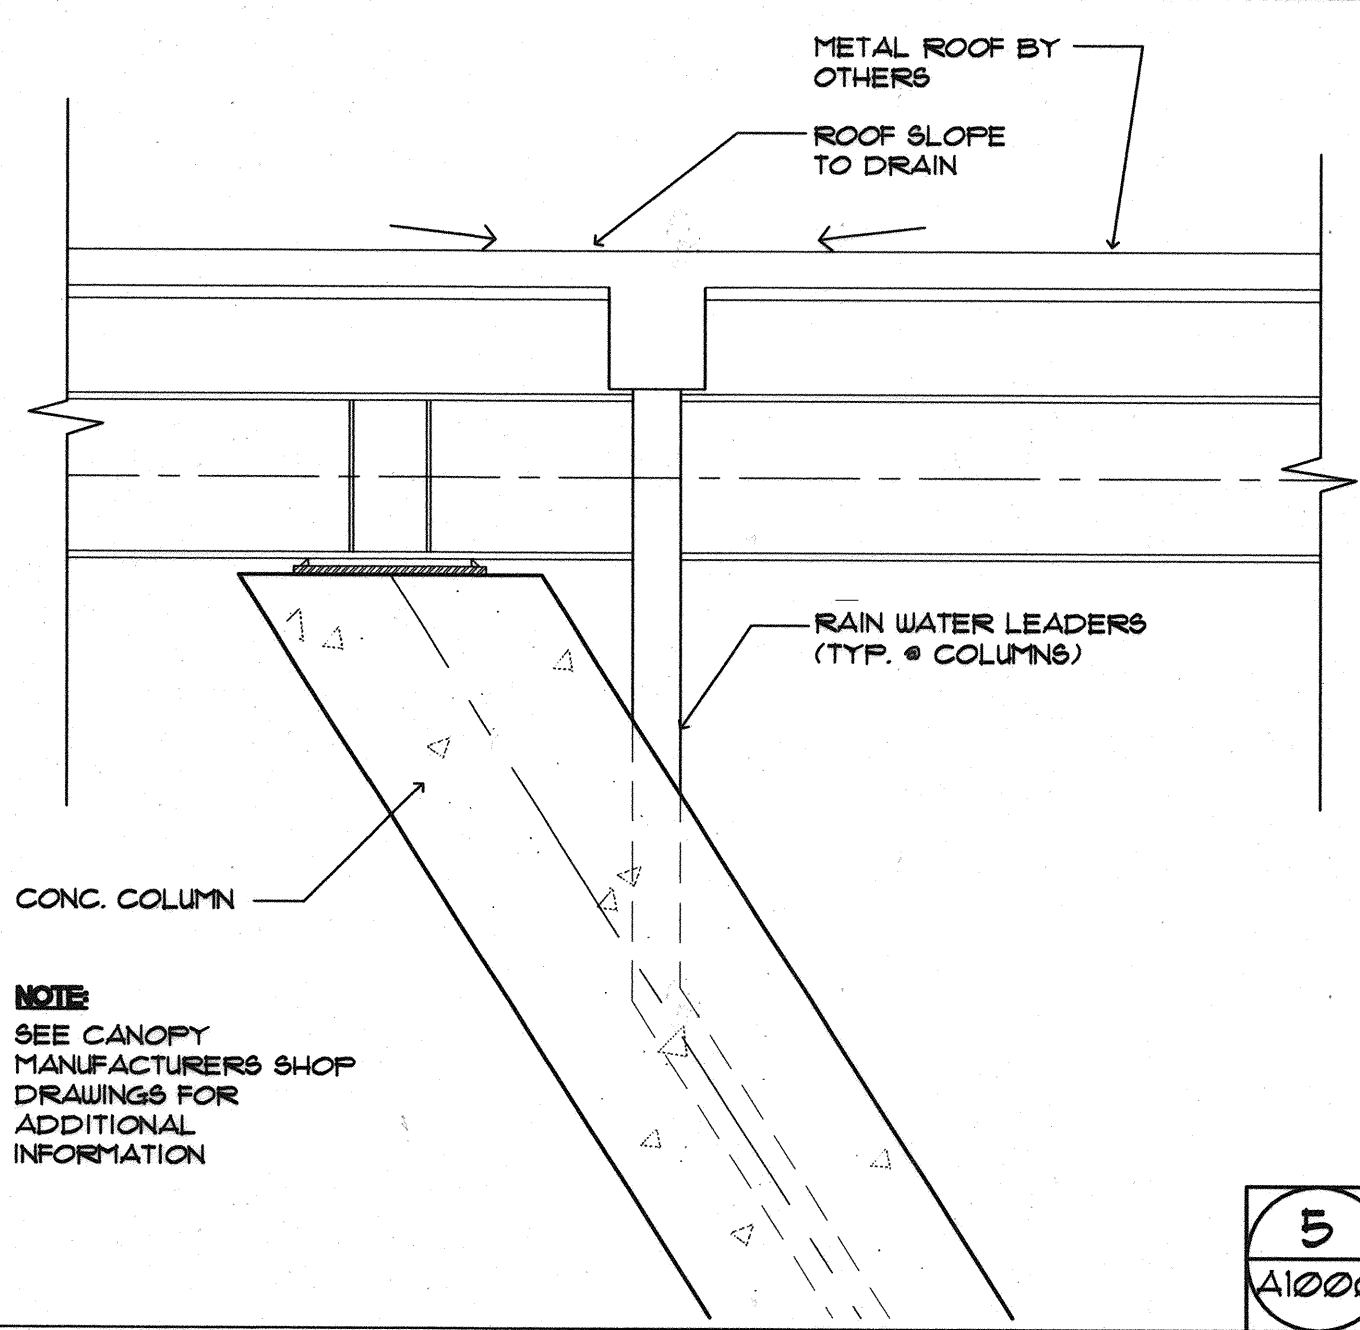 METAL ROOF BY
OTHERS
ROOF SLOPE
TO DRAIN
RAIN WATER LEADERS
(TYP. @ COLUMNS)
CONC. COLUMN
NOTE:
SEE CANOPY
MANUFACTURERS SHOP
DRAWINGS FOR
ADDITIONAL
INFORMATION
5